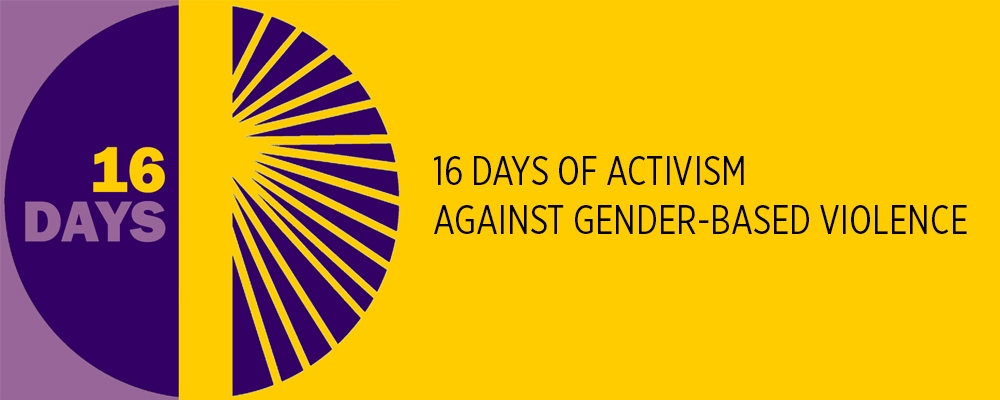 16
DAYS
16 DAYS OF ACTIVISM
AGAINST GENDER-BASED VIOLENCE